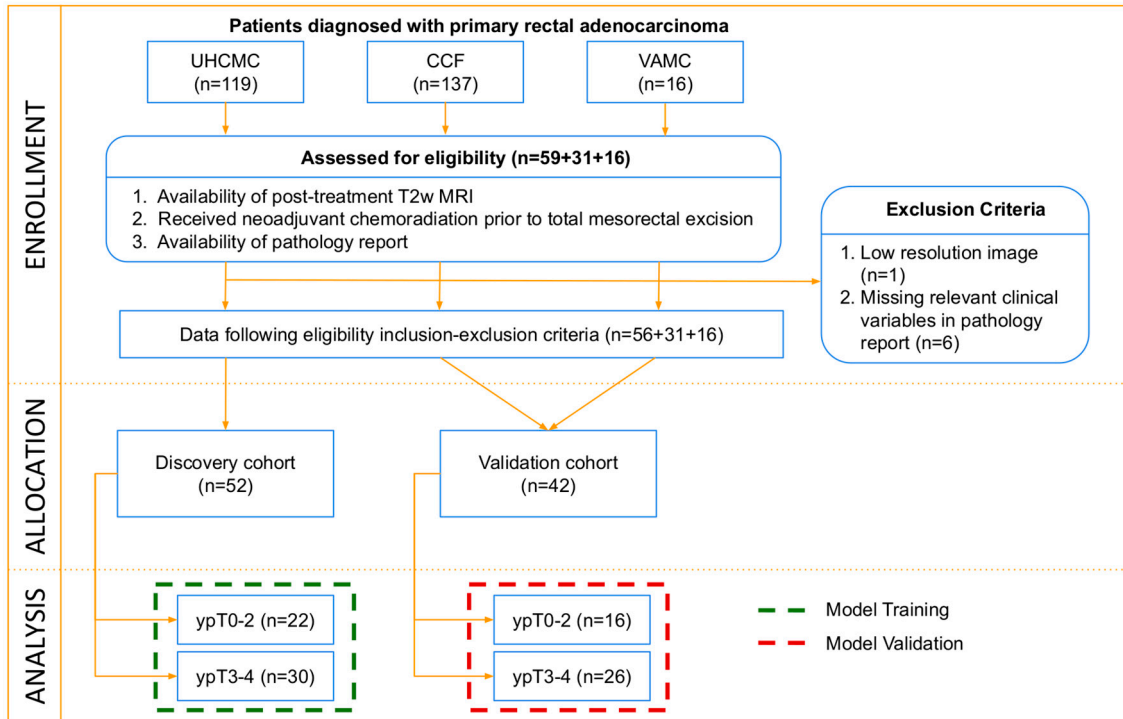 Patients diagnosed with primary rectal adenocarcinoma
UHCMC
(n=119)
CCF
(n=137)
VAMC
(n=16)
ENROLLMENT
Assessed for eligibility (n=59+31+16)
1. Availability of post-treatment T2w MRI
2. Received neoadjuvant chemoradiation prior to total mesorectal excision
3. Availability of pathology report
Exclusion Criteria
1. Low resolution image
(n=1)
2. Missing relevant clinical
variables in pathology
report (n=6)
Data following eligibility inclusion-exclusion criteria (n=56+31+16)
ALLOCATION
Discovery cohort
(n=52)
Validation cohort
(n=42)
ANALYSIS
ypT0-2 (n=22)
ypT3-4 (n=30)
ypT0-2 (n=16)
ypT3-4 (n=26)
Model Training
Model Validation